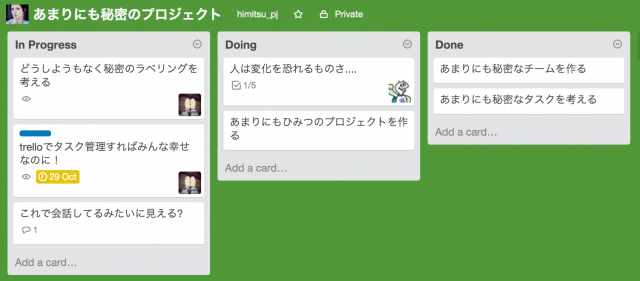 あまりにも秘密のプロジェクト himitsu_pj Private
In Progress
どうしようもなく秘密のラベリングを
考える
trelloでタスク管理すればみんな幸せ
なのに!
29 Oct
これで会話してるみたいに見える?
1
Add a card…
Doing
人は変化を恐れるものさ....
1/5
あまりにもひみつのプロジェクトを作
る
Add a card…
Done
あまりにも秘密なチームを作る
あまりにも秘密なタスクを考える
Add a card…